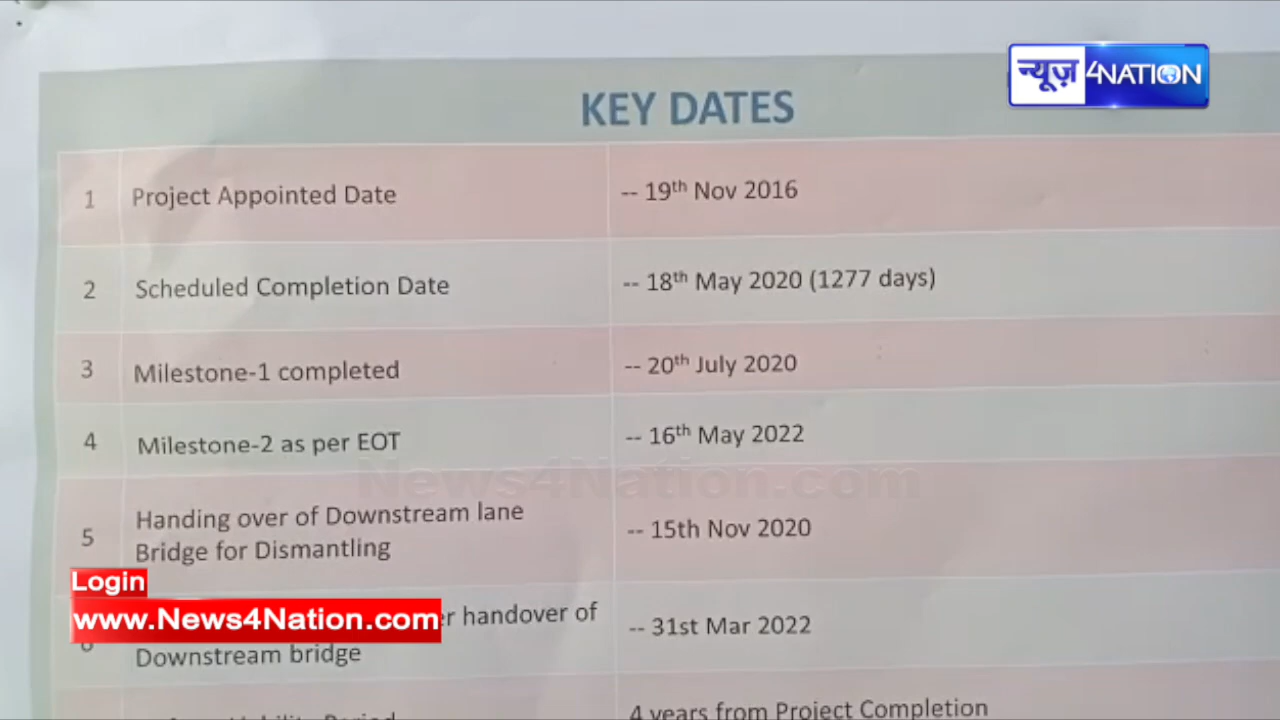 न्यूज़ 4NATION
KEY DATES
1 Project Appointed Date -- 19th Nov 2016
2 Scheduled Completion Date -- 18th May 2020 (1277 days)
3 Milestone-1 completed -- 20th July 2020
4 Milestone-2 as per EOT -- 16th May 2022
News4Nation.com
5 Handing over of Downstream lane
Bridge for Dismantling -- 15th Nov 2020
Login
www.News4Nation.com
handover of
Downstream bridge -- 31st Mar 2022
Period 4 years from Project Completion